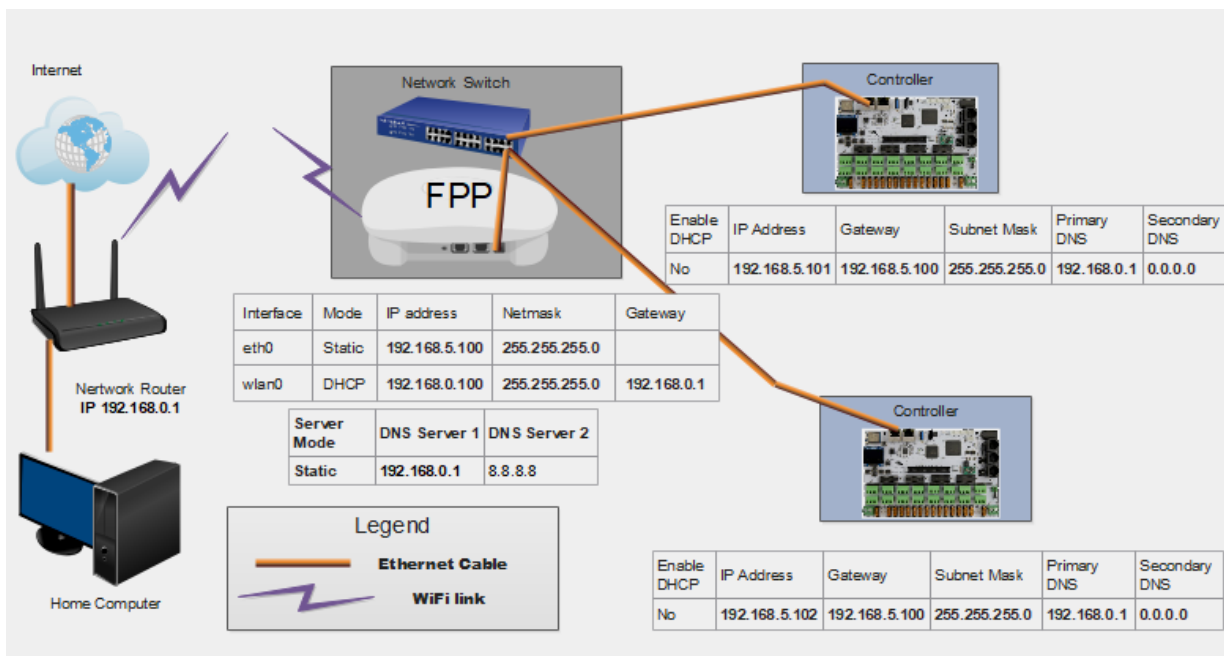 Internet
Network Switch
Controller
FPP
Enable DHCP IP Address Gateway Subnet Mask Primary DNS Secondary DNS
No 192.168.5.101 192.168.5.100 255.255.255.0 192.168.0.1 0.0.0.0
Interface Mode IP address Netmask Gateway
eth0 Static 192.168.5.100 255.255.255.0
wlan0 DHCP 192.168.0.100 255.255.255.0 192.168.0.1
Nertwork Router
IP 192.168.0.1
Server Mode DNS Server 1 DNS Server 2
Static 192.168.0.1 8.8.8.8
Controller
Legend
Ethernet Cable
WiFi link
Home Computer
Enable DHCP IP Address Gateway Subnet Mask Primary DNS Secondary DNS
No 192.168.5.102 192.168.5.100 255.255.255.0 192.168.0.1 0.0.0.0